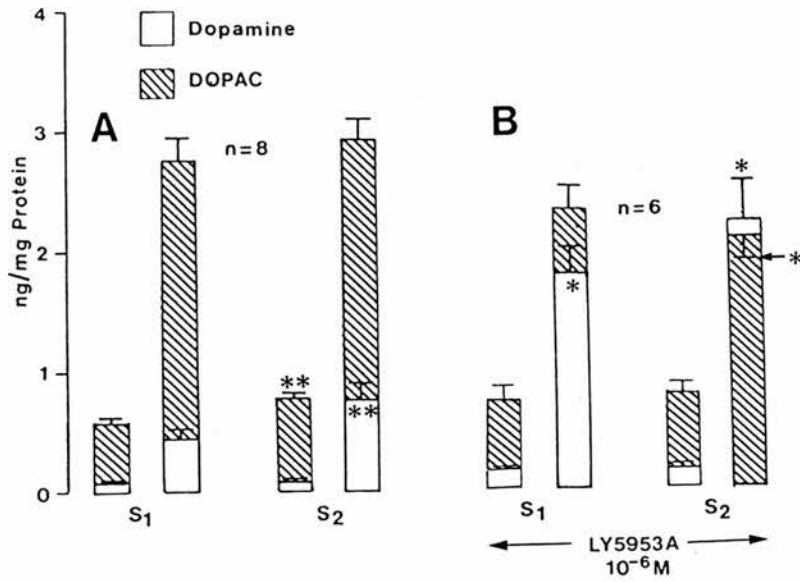 4
3
2
1
0
ng/mg Protein
Dopamine
DOPAC
A
n=8
**
**
S1
S2
B
n=6
*
*
*
S1
S2
LY5953A
10⁻⁶M